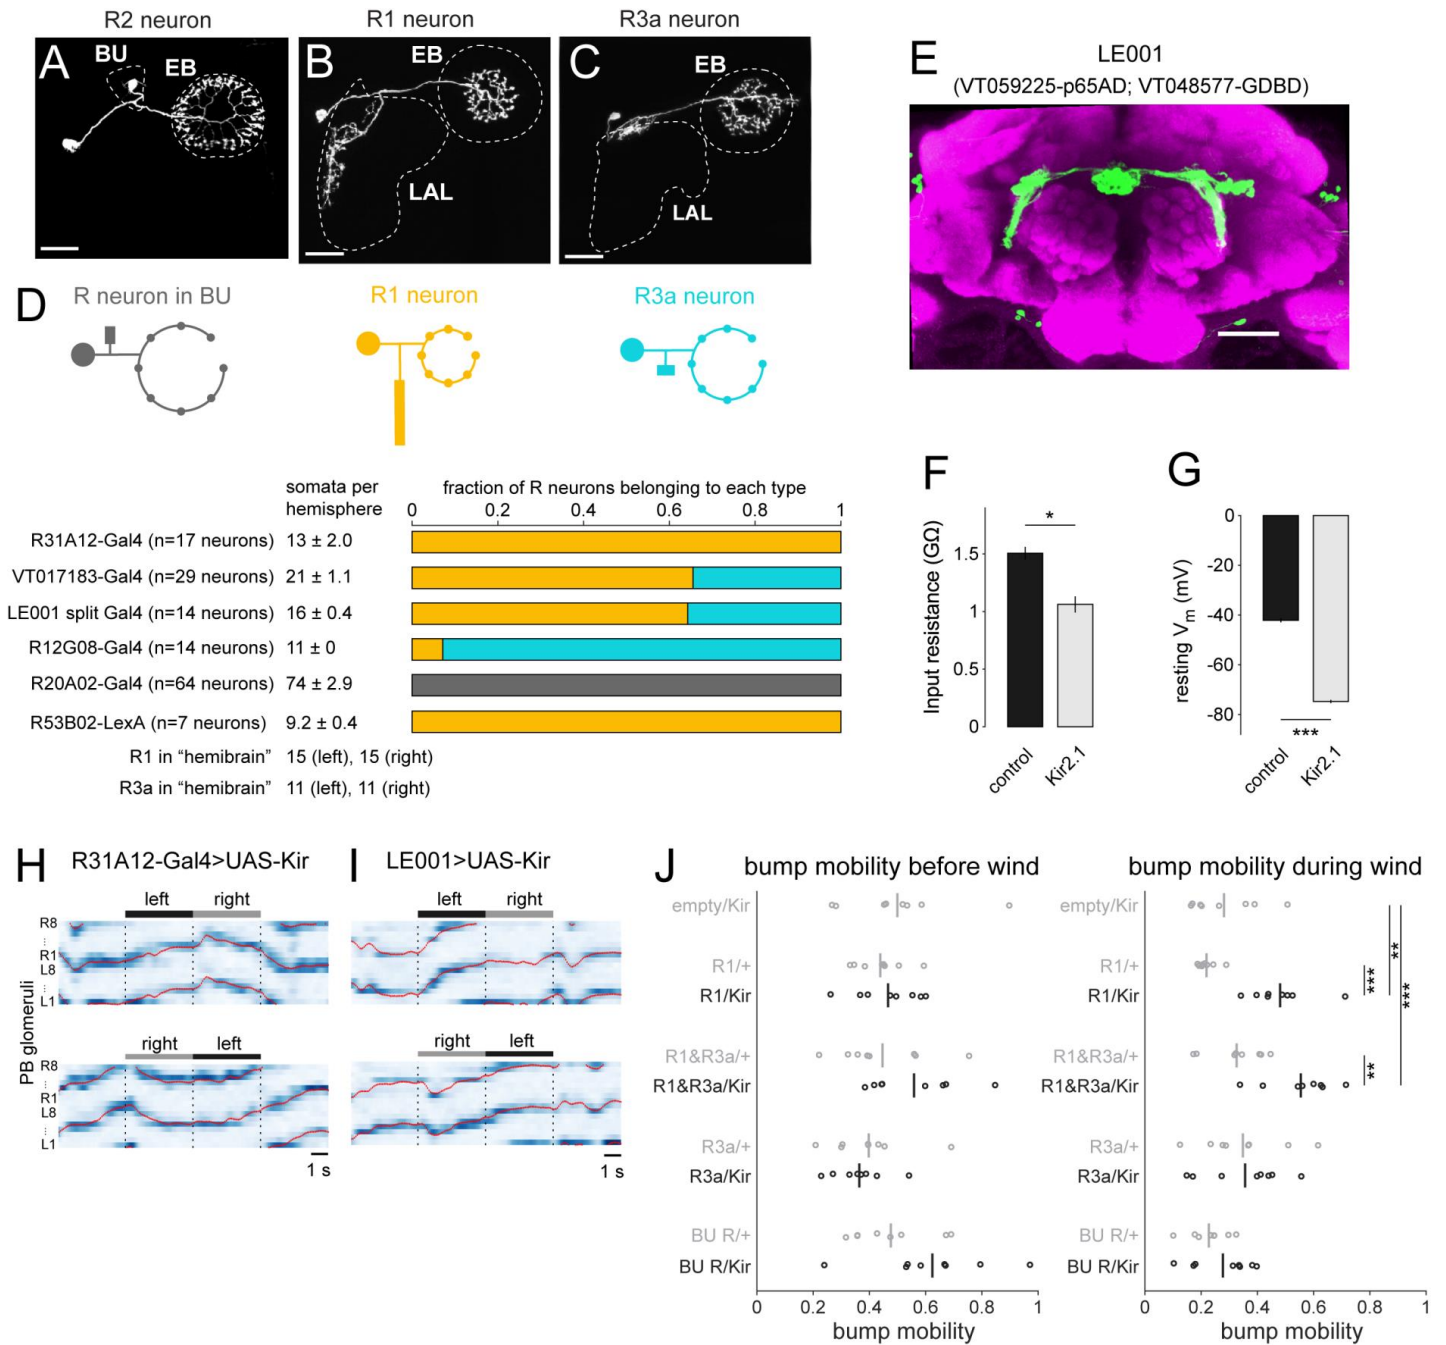 R2 neuron
R1 neuron
R3a neuron
A
BU
EB
B
EB
LAL
C
EB
LAL
E
LE001
(VT059225-p65AD; VT048577-GDBD)
D
R neuron in BU
R1 neuron
R3a neuron
somata per
hemisphere
fraction of R neurons belonging to each type
0 0.2 0.4 0.6 0.8 1
R31A12-Gal4 (n=17 neurons) 13 ± 2.0
VT017183-Gal4 (n=29 neurons) 21 ± 1.1
LE001 split Gal4 (n=14 neurons) 16 ± 0.4
R12G08-Gal4 (n=14 neurons) 11 ± 0
R20A02-Gal4 (n=64 neurons) 74 ± 2.9
R53B02-LexA (n=7 neurons) 9.2 ± 0.4
R1 in “hemibrain” 15 (left), 15 (right)
R3a in “hemibrain” 11 (left), 11 (right)
F
Input resistance (GΩ)
1.5
1
0.5
0
*
control
Kir2.1
G
resting Vm (mV)
0
-20
-40
-60
-80
***
control
Kir2.1
H
R31A12-Gal4>UAS-Kir
left right
R8
⋮
R1
L8
⋮
L1
right left
R8
⋮
R1
L8
⋮
L1
PB glomeruli
1 s
I
LE001>UAS-Kir
left right
right left
1 s
J
bump mobility before wind
empty/Kir
R1/+
R1/Kir
R1&R3a/+
R1&R3a/Kir
R3a/+
R3a/Kir
BU R/+
BU R/Kir
0 0.2 0.4 0.6 0.8 1
bump mobility
bump mobility during wind
empty/Kir
R1/+
R1/Kir
R1&R3a/+
R1&R3a/Kir
R3a/+
R3a/Kir
BU R/+
BU R/Kir
**
***
***
**
0 0.2 0.4 0.6 0.8 1
bump mobility